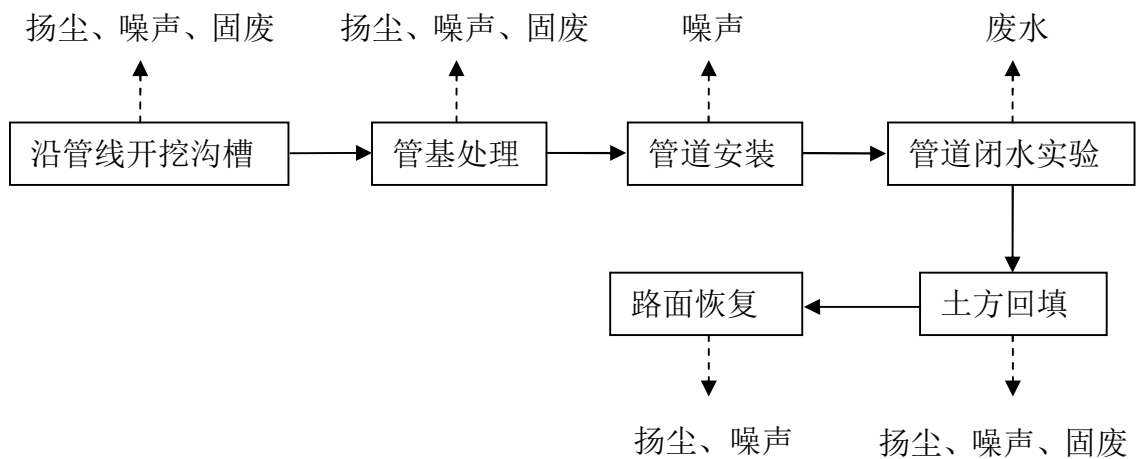 扬尘、噪声、固废
扬尘、噪声、固废
噪声
废水
沿管线开挖沟槽
管基处理
管道安装
管道闭水实验
路面恢复
土方回填
扬尘、噪声
扬尘、噪声、固废